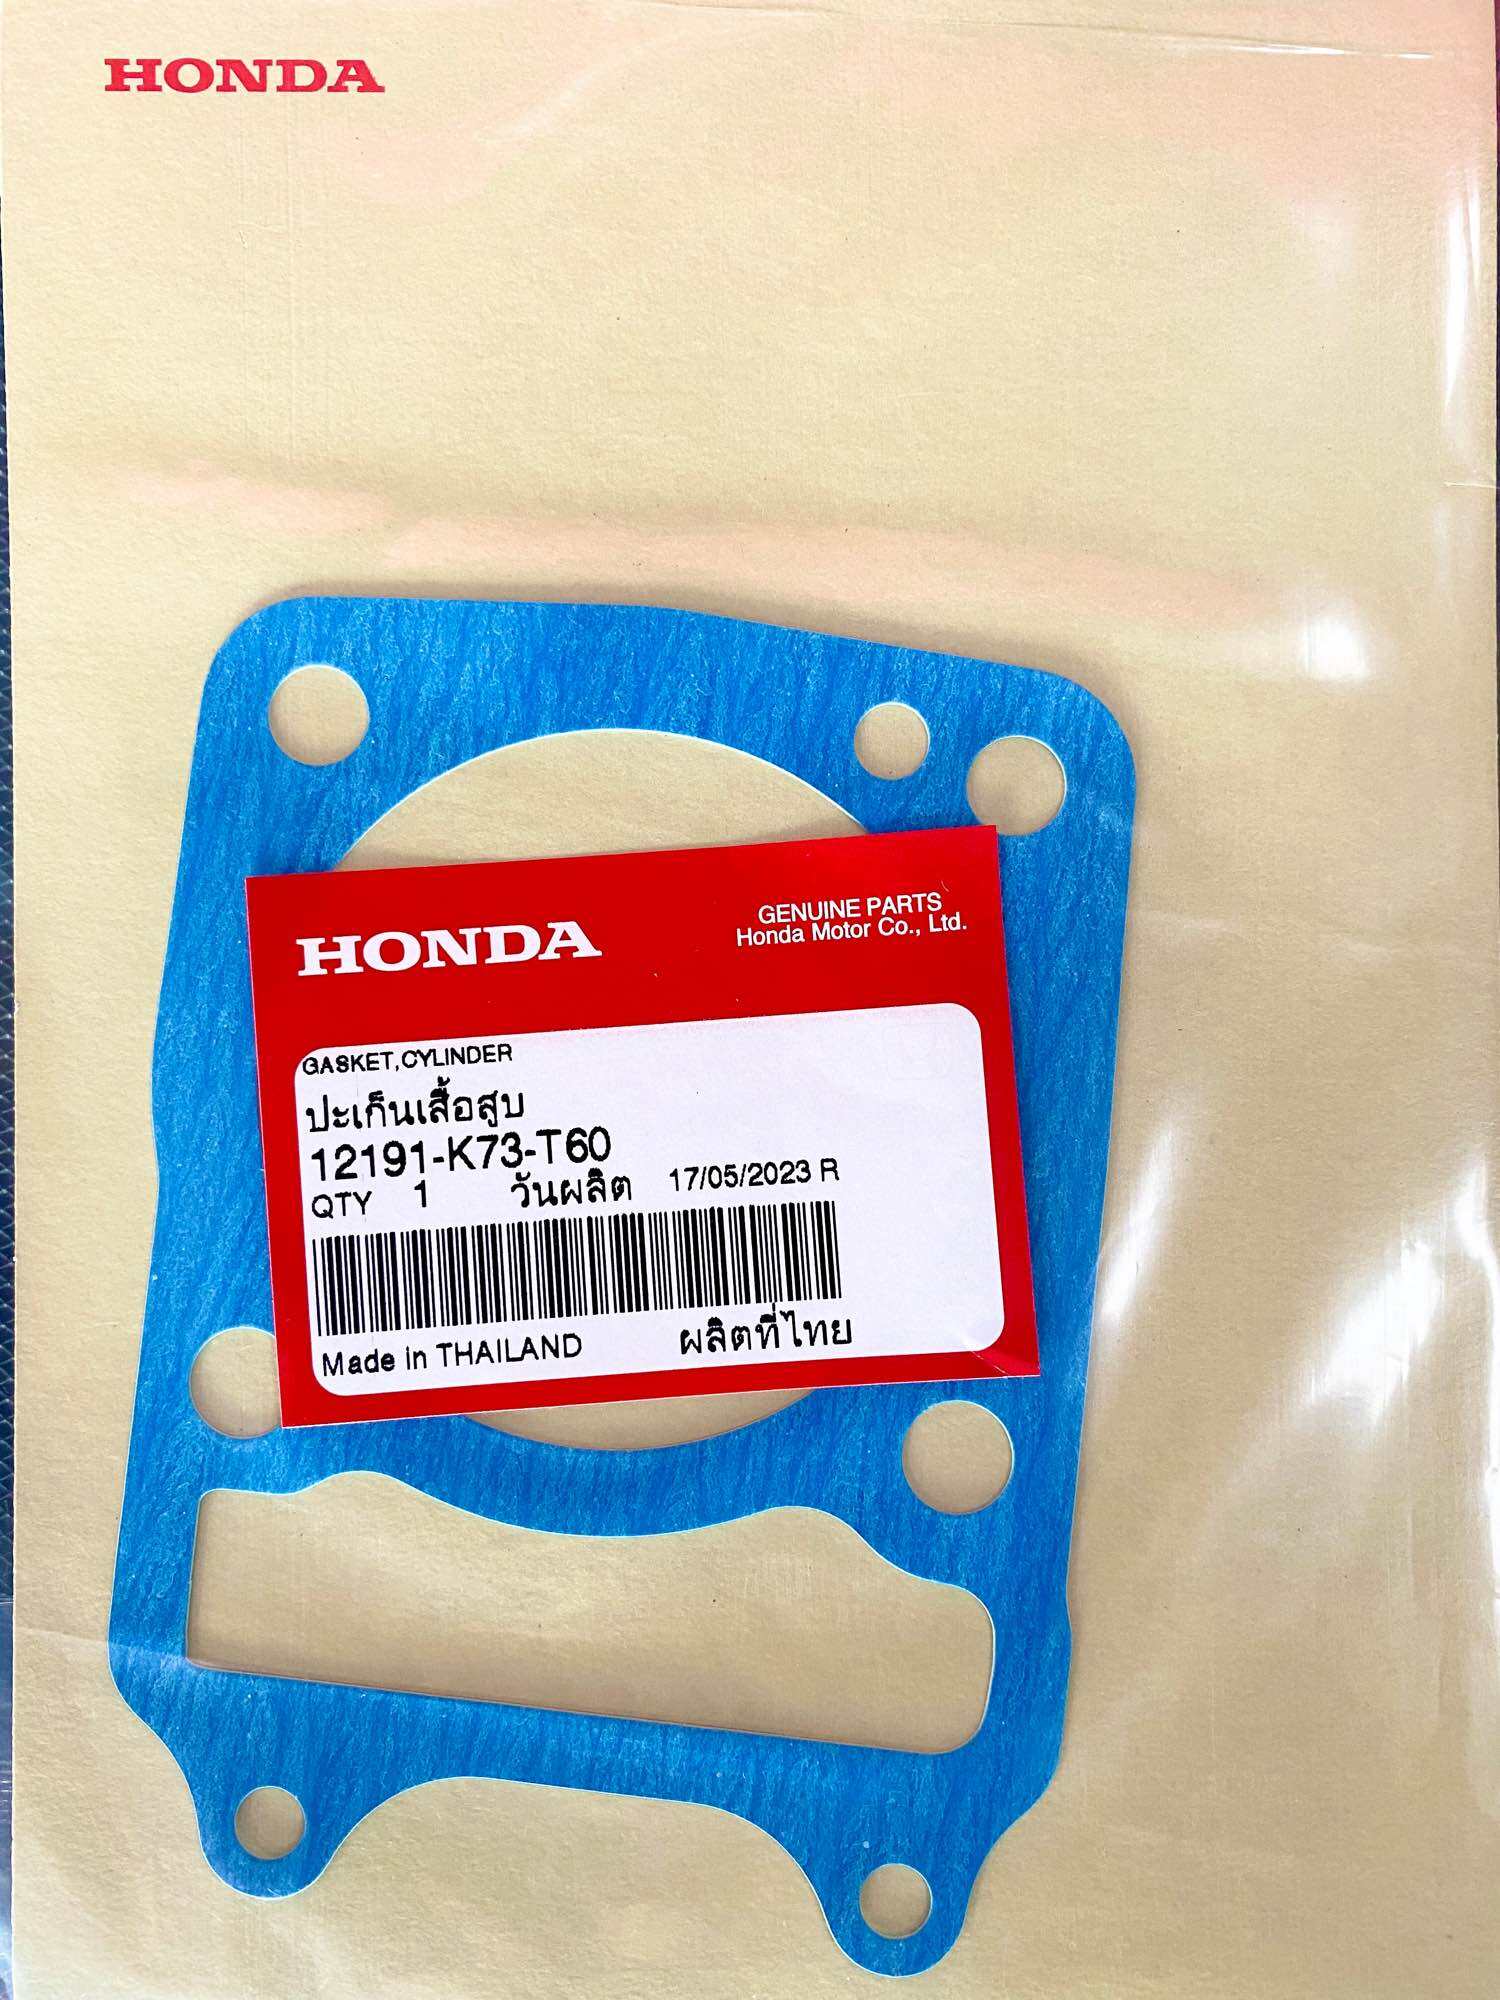 HONDA
HONDA
GENUINE PARTS
Honda Motor Co., Ltd.
GASKET,CYLINDER
ปะเก็นเสื้อสูบ
12191-K73-T60
QTY 1 วันผลิต 17/05/2023 R
Made in THAILAND ผลิตที่ไทย